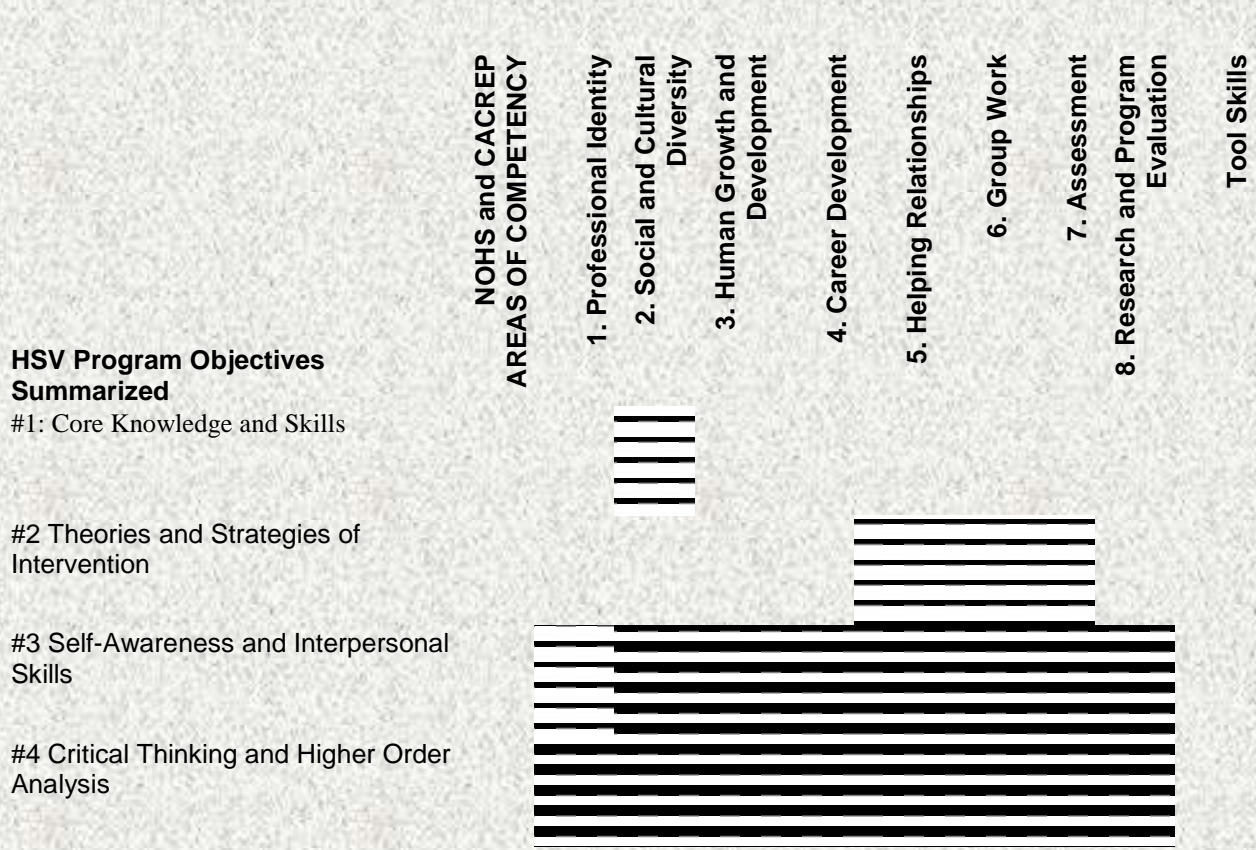 NOHS and CACREP
AREAS OF COMPETENCY
1. Professional Identity
2. Social and Cultural
Diversity
3. Human Growth and
Development
4. Career Development
5. Helping Relationships
6. Group Work
7. Assessment
8. Research and Program
Evaluation
Tool Skills
HSV Program Objectives
Summarized
#1: Core Knowledge and Skills
#2 Theories and Strategies of
Intervention
#3 Self-Awareness and Interpersonal
Skills
#4 Critical Thinking and Higher Order
Analysis